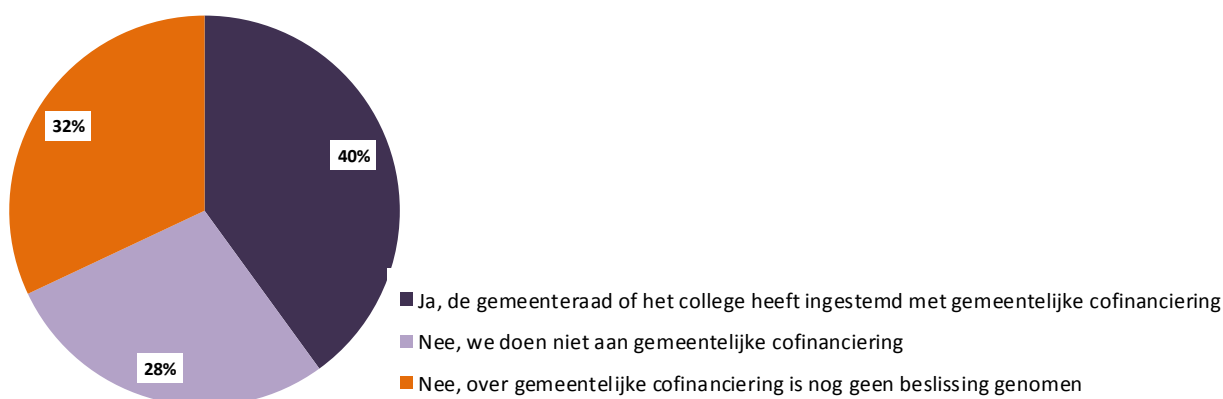 32%
40%
28%
Ja, de gemeenteraad of het college heeft ingestemd met gemeentelijke cofinanciering
Nee, we doen niet aan gemeentelijke cofinanciering
Nee, over gemeentelijke cofinanciering is nog geen beslissing genomen